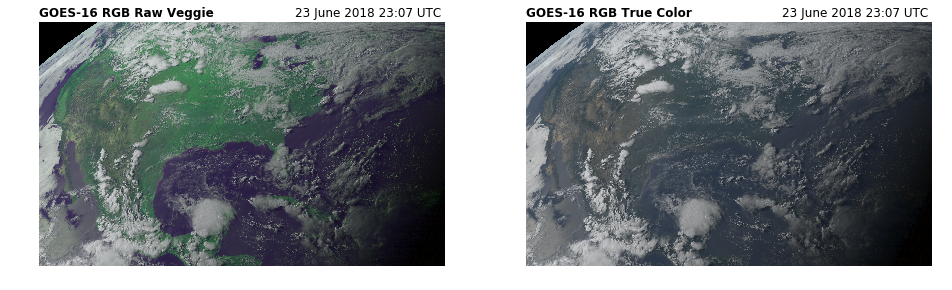 GOES-16 RGB Raw Veggie 23 June 2018 23:07 UTC
GOES-16 RGB True Color 23 June 2018 23:07 UTC